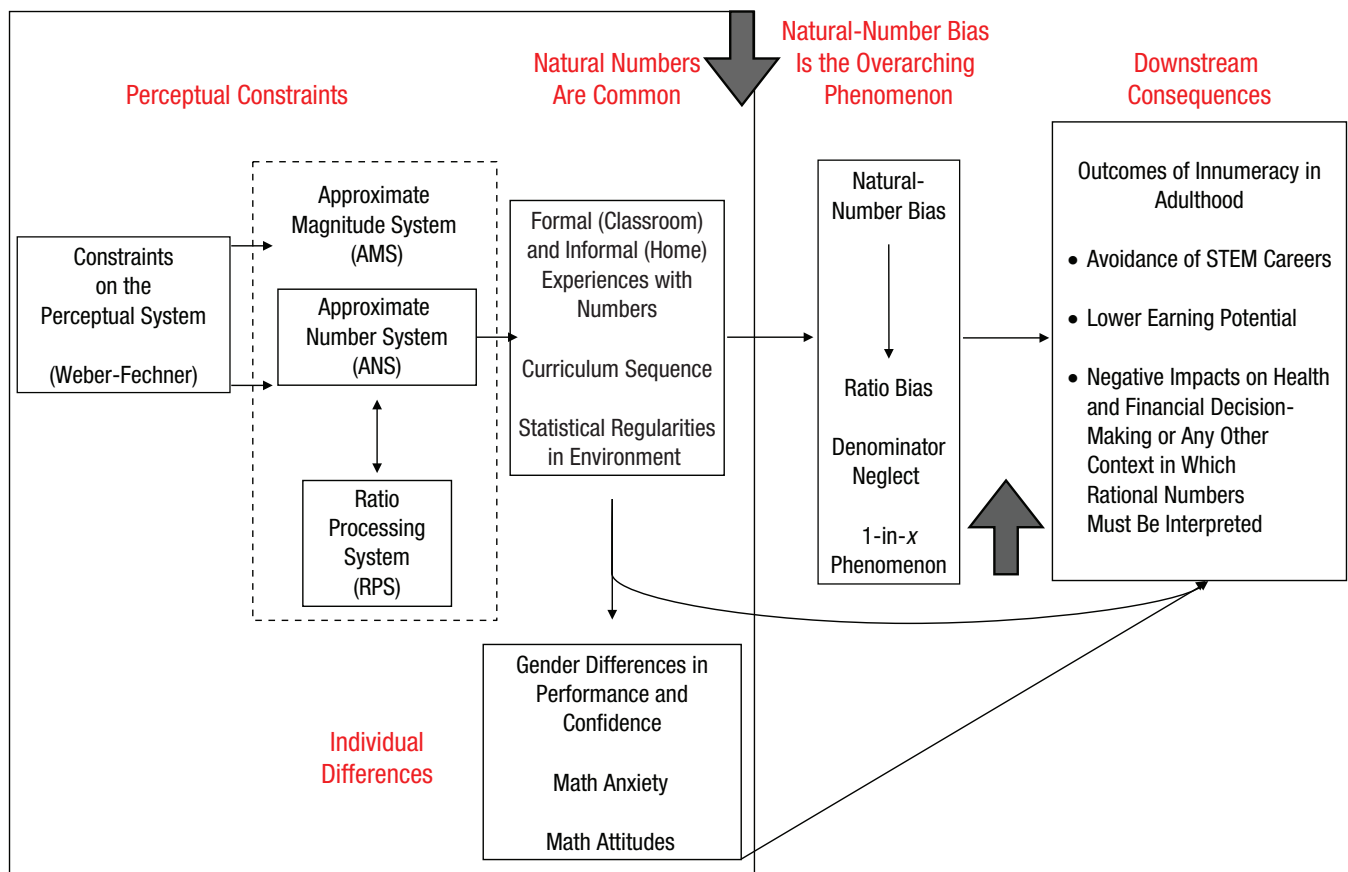 Perceptual Constraints
Natural Numbers
Are Common
Natural-Number Bias
Is the Overarching
Phenomenon
Downstream
Consequences
Constraints
on the
Perceptual System
(Weber-Fechner)
Approximate
Magnitude System
(AMS)
Approximate
Number System
(ANS)
Ratio
Processing
System
(RPS)
Formal (Classroom)
and Informal (Home)
Experiences with
Numbers
Curriculum Sequence
Statistical Regularities
in Environment
Natural-
Number Bias
Ratio Bias
Denominator
Neglect
1-in-x
Phenomenon
Outcomes of Innumeracy in
Adulthood
• Avoidance of STEM Careers
• Lower Earning Potential
• Negative Impacts on Health
and Financial Decision-
Making or Any Other
Context in Which
Rational Numbers
Must Be Interpreted
Individual
Differences
Gender Differences in
Performance and
Confidence
Math Anxiety
Math Attitudes